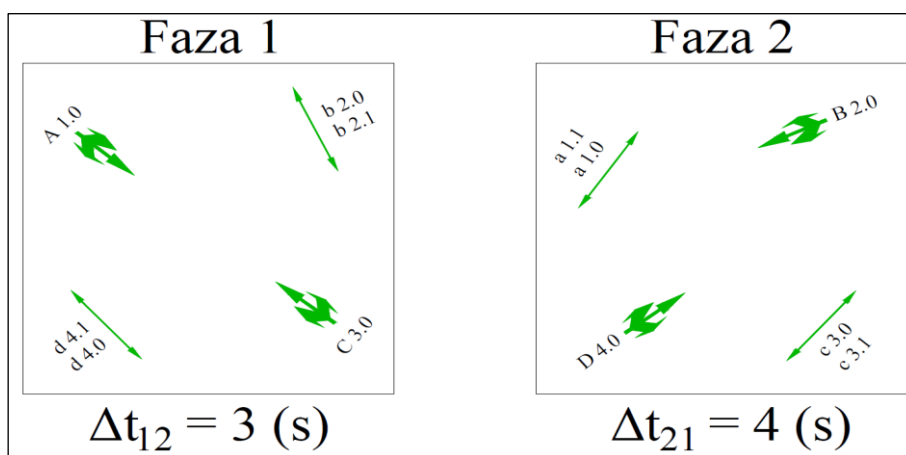 Faza 1
A 1.0
b 2.0
b 2.1
d 4.1
d 4.0
C 3.0
Δt12 = 3 (s)
Faza 2
a 1.1
a 1.0
B 2.0
D 4.0
c 3.0
c 3.1
Δt21 = 4 (s)